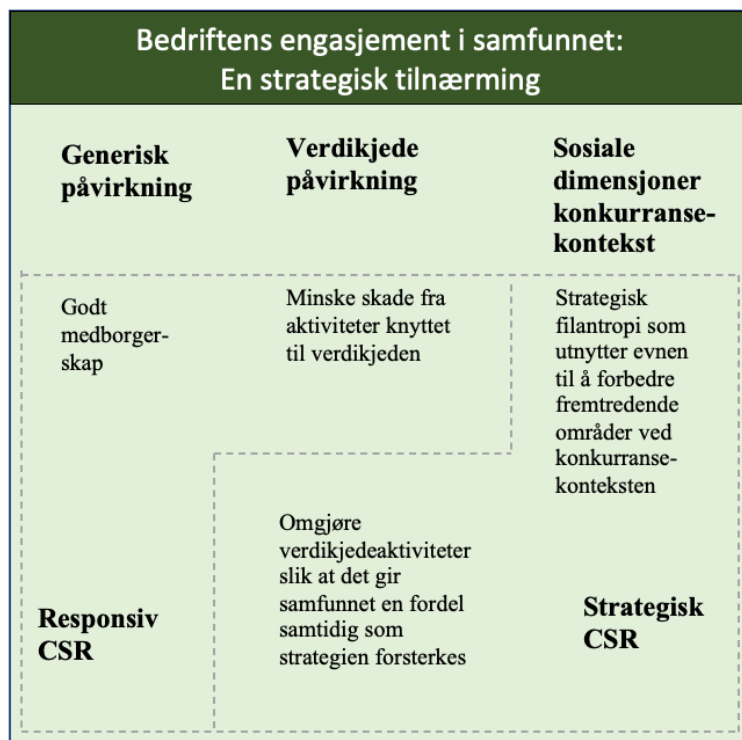 Bedriftens engasjement i samfunnet:
En strategisk tilnærming
Generisk
påvirkning
Verdikjede
påvirkning
Sosiale
dimensjoner
konkurranse-
kontekst
Godt
medborger-
skap
Minske skade fra
aktiviteter knyttet
til verdikjeden
Strategisk
filantropi som
utnytter evnen
til å forbedre
fremtredende
områder ved
konkurranse-
konteksten
Omgjøre
verdikjedeaktiviteter
slik at det gir
samfunnet en fordel
samtidig som
strategien forsterkes
Responsiv
CSR
Strategisk
CSR